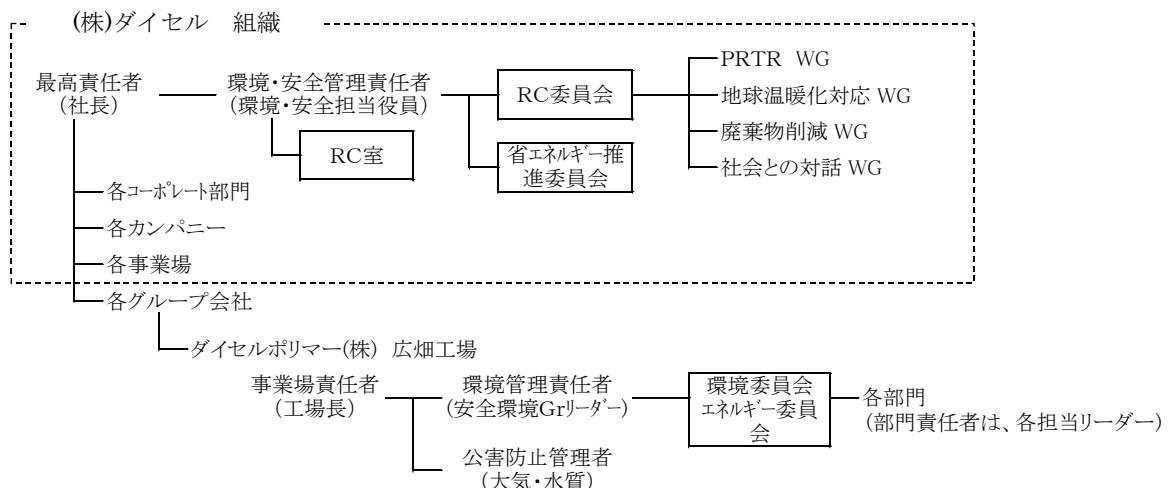 (株)ダイセル 組織
最高責任者
(社長)
環境・安全管理責任者
(環境・安全担当役員)
RC委員会
PRTR WG
地球温暖化対応 WG
廃棄物削減 WG
社会との対話 WG
RC室
省エネルギー推
進委員会
各コーポレート部門
各カンパニー
各事業場
各グループ会社
ダイセルポリマー(株) 広畑工場
事業場責任者
(工場長)
環境管理責任者
(安全環境Grリーダー)
環境委員会
エネルギー委員
会
各部門
(部門責任者は、各担当リーダー)
公害防止管理者
(大気・水質)